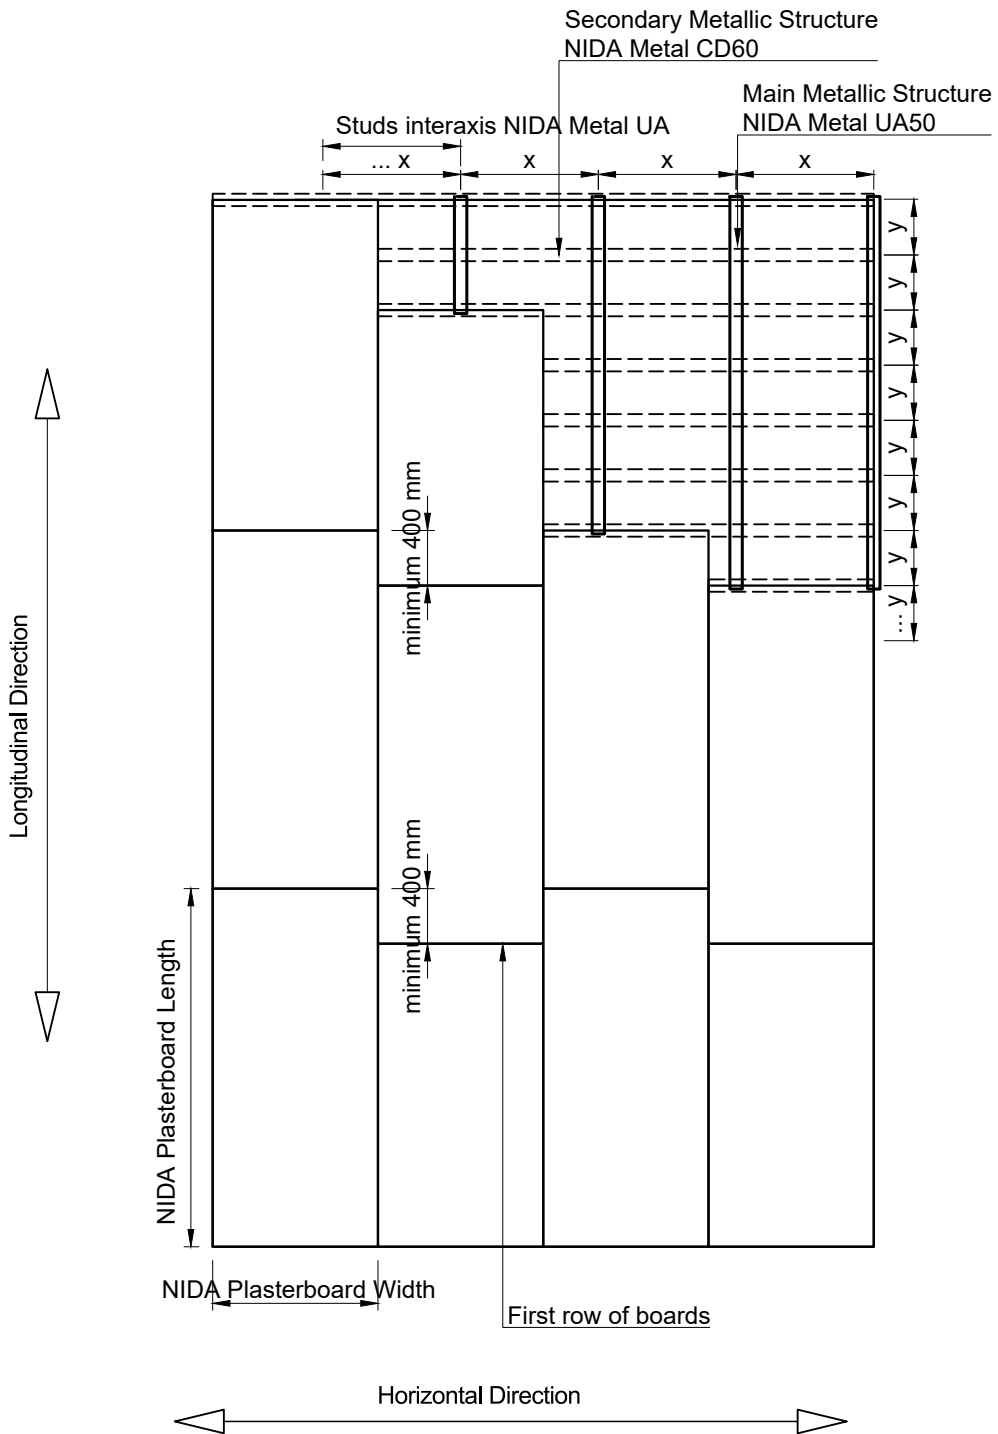 Secondary Metallic Structure
NIDA Metal CD60
Main Metallic Structure
NIDA Metal UA50
Studs interaxis NIDA Metal UA
... x
x
x
x
y
y
y
y
y
y
y
... y
minimum 400 mm
minimum 400 mm
Longitudinal Direction
NIDA Plasterboard Length
NIDA Plasterboard Width
First row of boards
Horizontal Direction